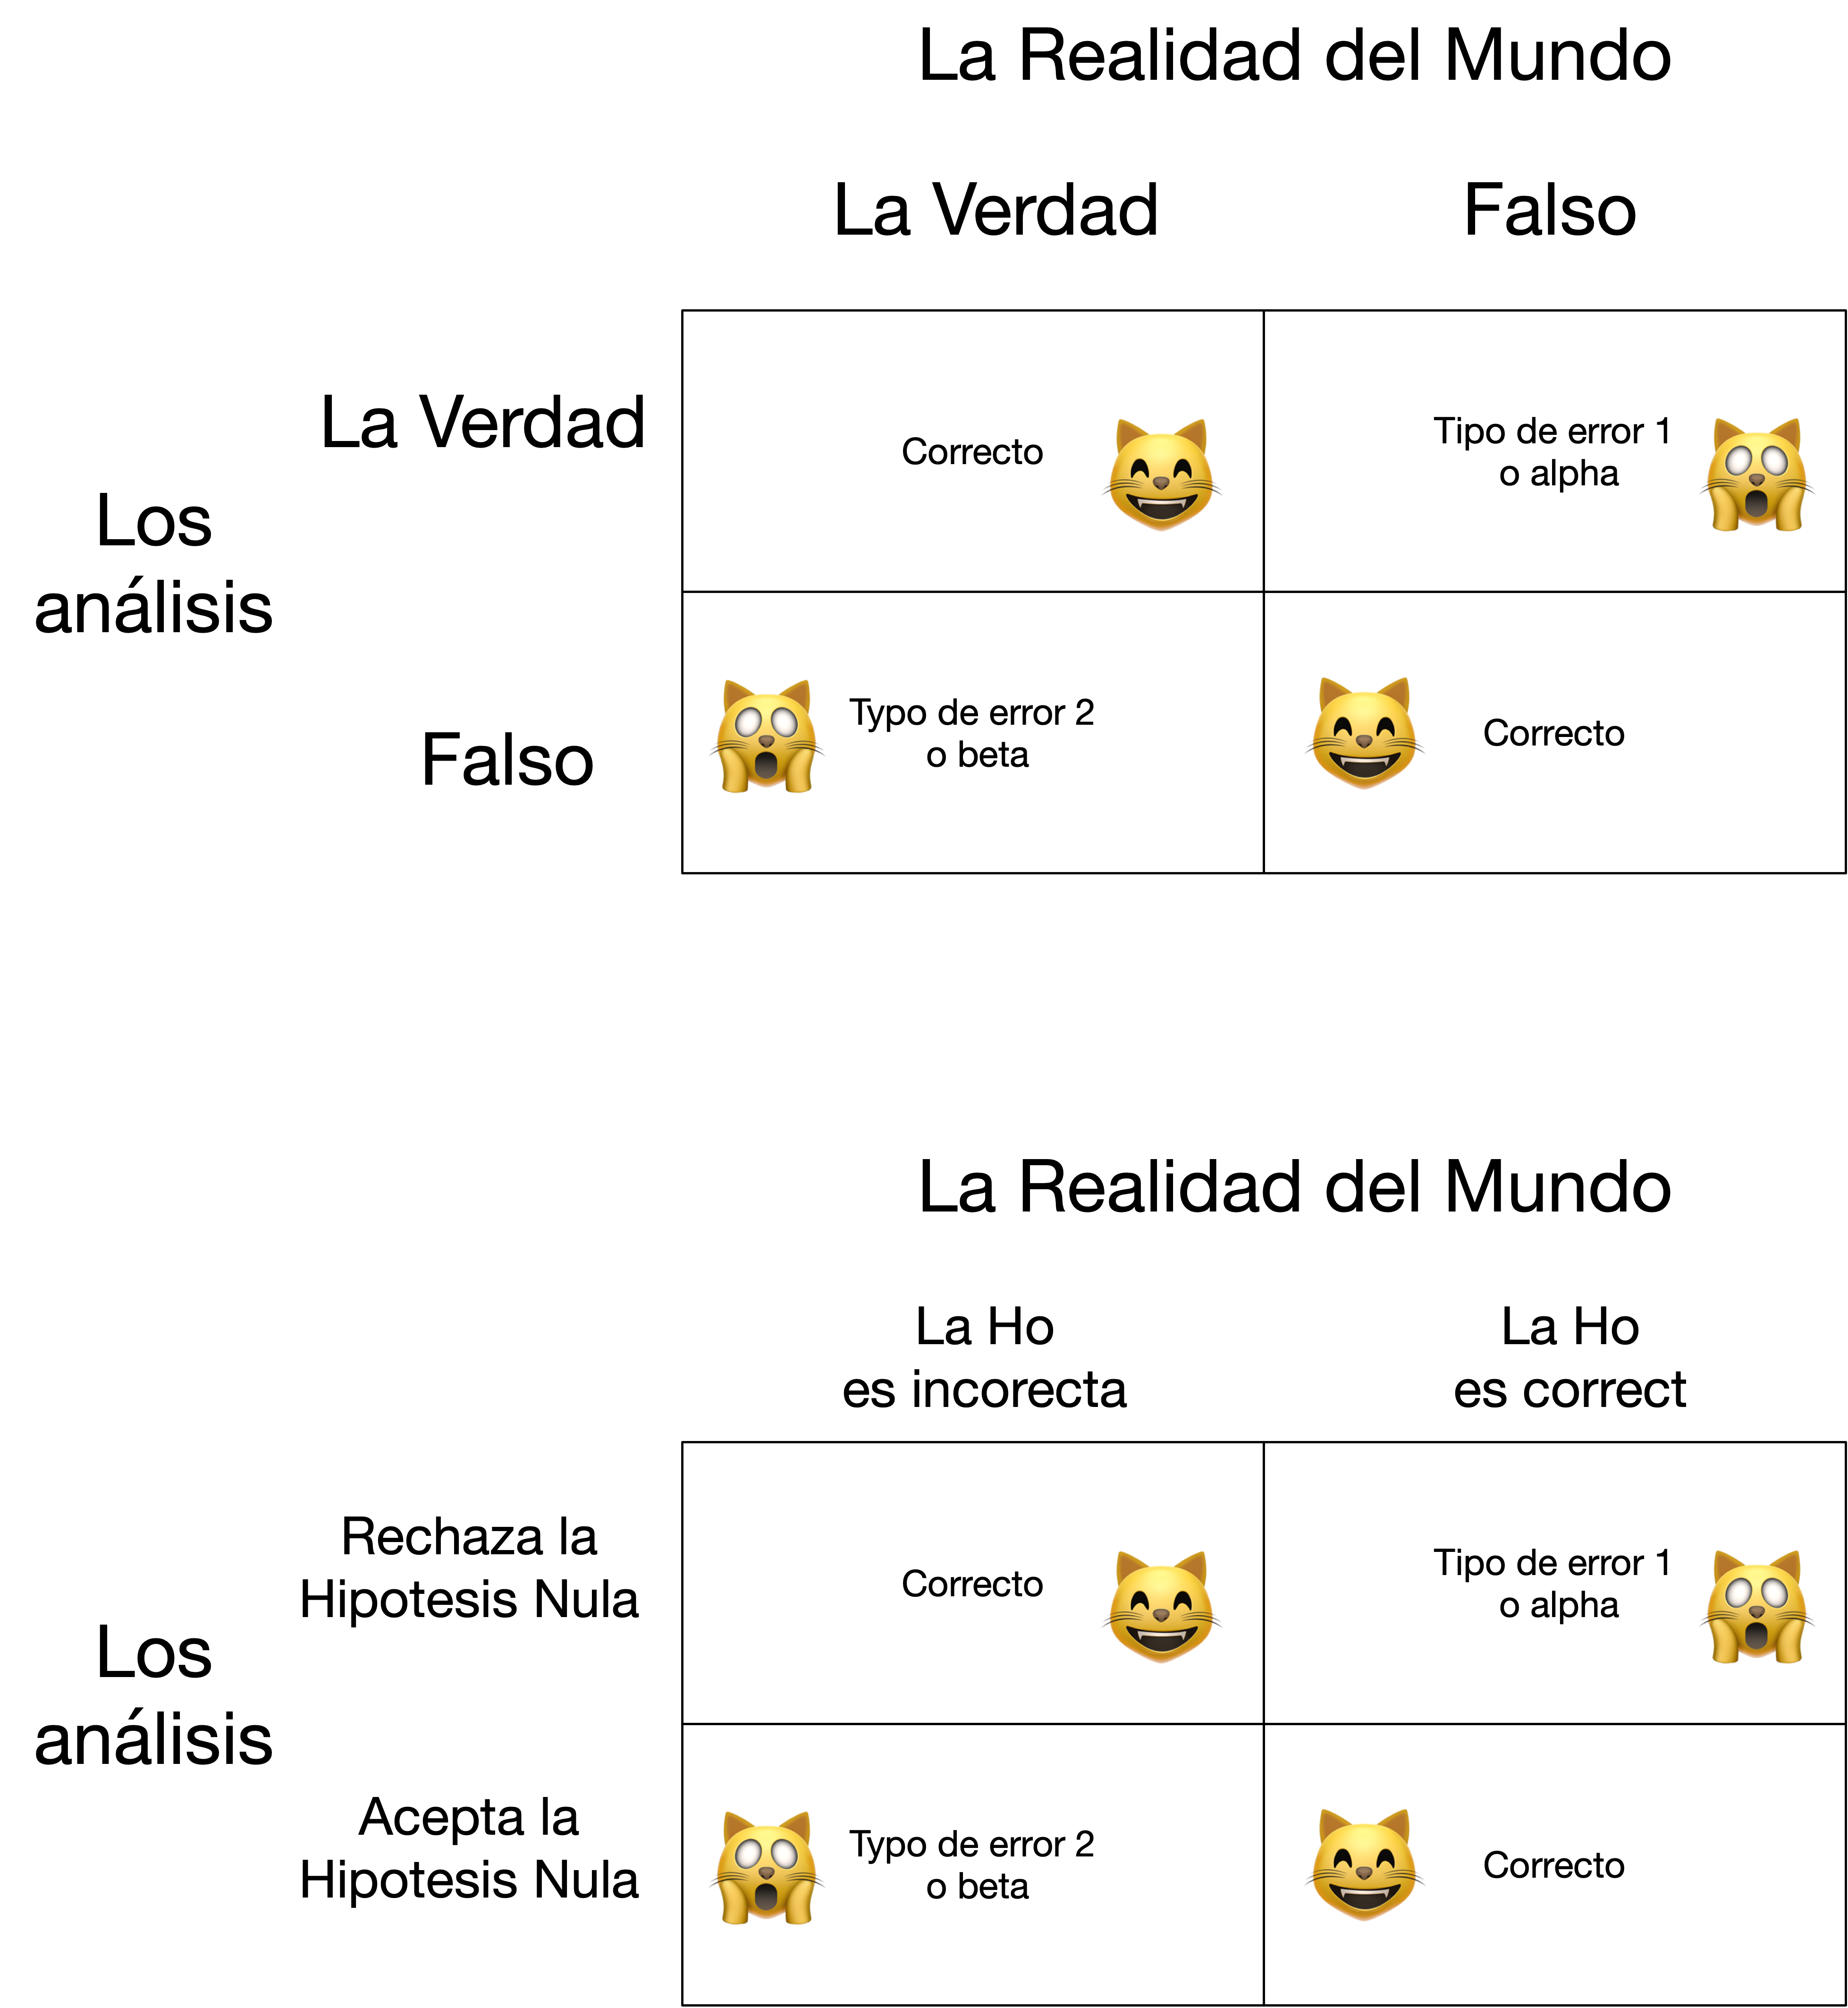 La Realidad del Mundo
La Verdad
Falso
La Verdad
Correcto
Tipo de error 1
o alpha
Los
análisis
Falso
Typo de error 2
o beta
Correcto
La Realidad del Mundo
La Ho
es incorecta
La Ho
es correct
Rechaza la
Hipotesis Nula
Correcto
Tipo de error 1
o alpha
Los
análisis
Acepta la
Hipotesis Nula
Typo de error 2
o beta
Correcto